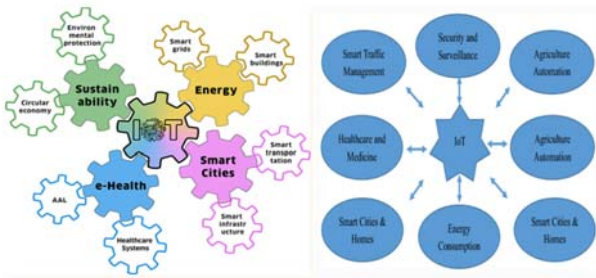 Environ
mental
protection
Smart
grids
Smart
buildings
Sustain
ability
Energy
Circular
economy
IoT
e-Health
Smart
Cities
Smart
transpor
tation
AAL
Healthcare
Systems
Smart
infrastr
ucture
Smart Traffic
Management
Security and
Surveillance
Agriculture
Automation
Healthcare and
Medicine
IoT
Agriculture
Automation
Smart Cities &
Homes
Energy
Consumption
Smart Cities &
Homes